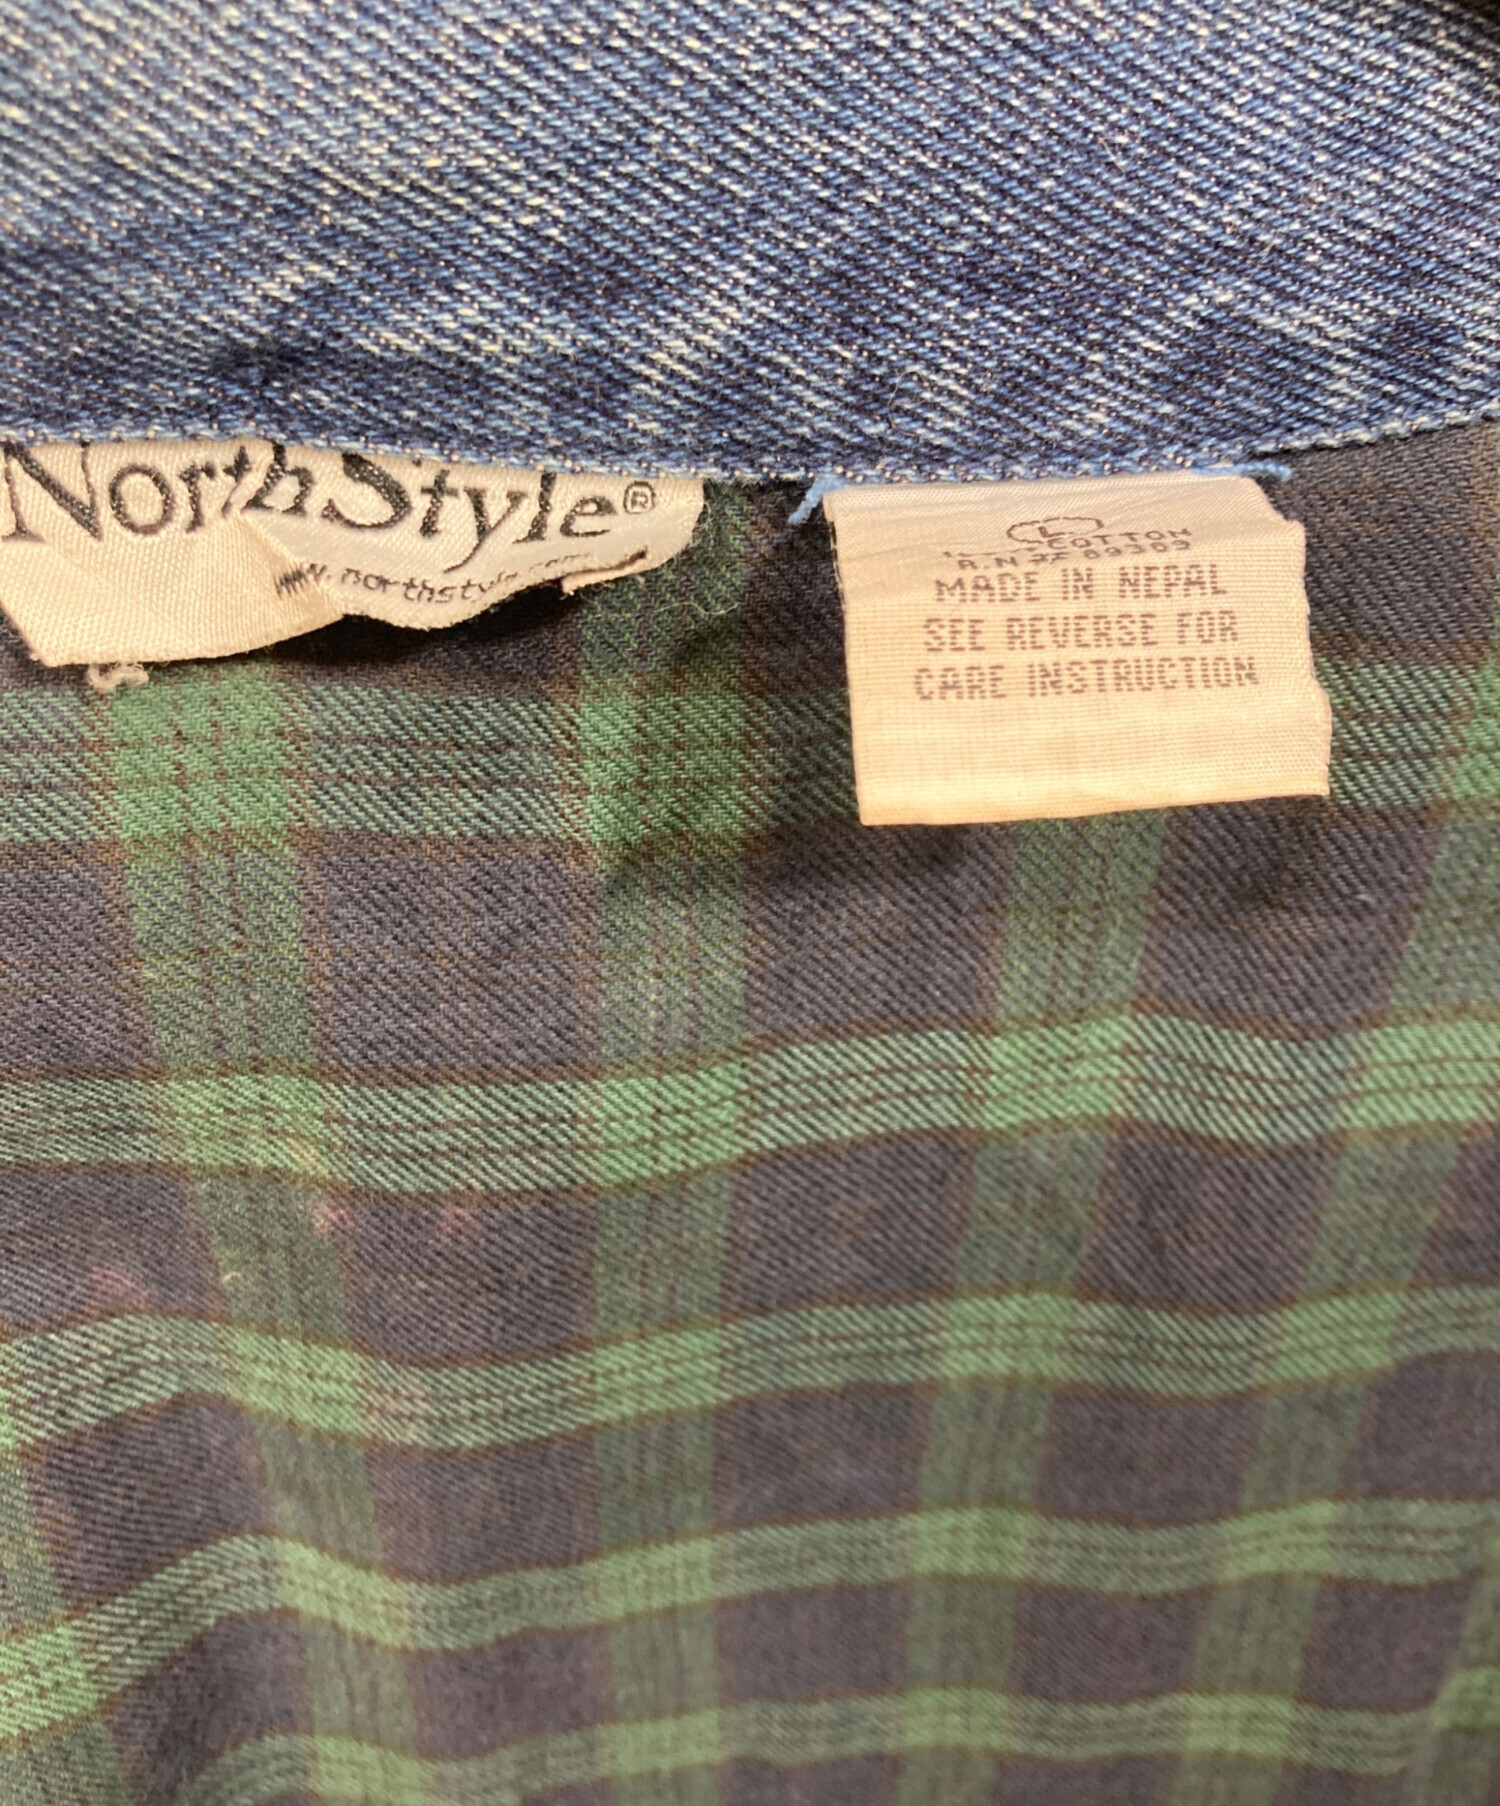 NorthStyle®
www.northstyle.com
L
COTTON
MADE IN NEPAL
SEE REVERSE FOR
CARE INSTRUCTION